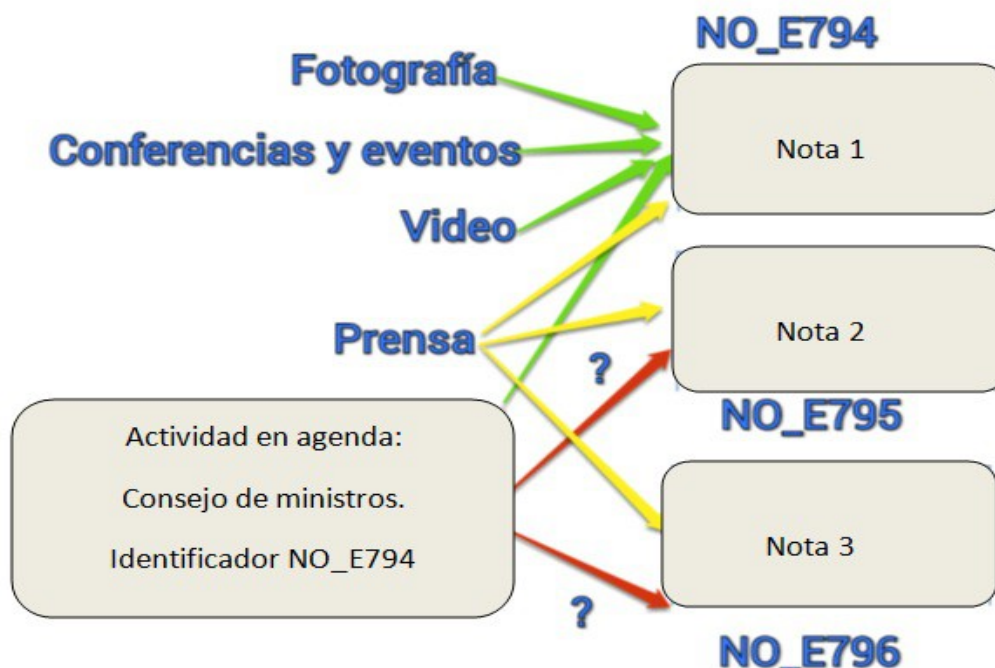 NO_E794
Fotografía
Conferencias y eventos
Nota 1
Video
Prensa
Nota 2
?
NO_E795
Actividad en agenda:
Consejo de ministros.
Identificador NO_E794
Nota 3
?
NO_E796